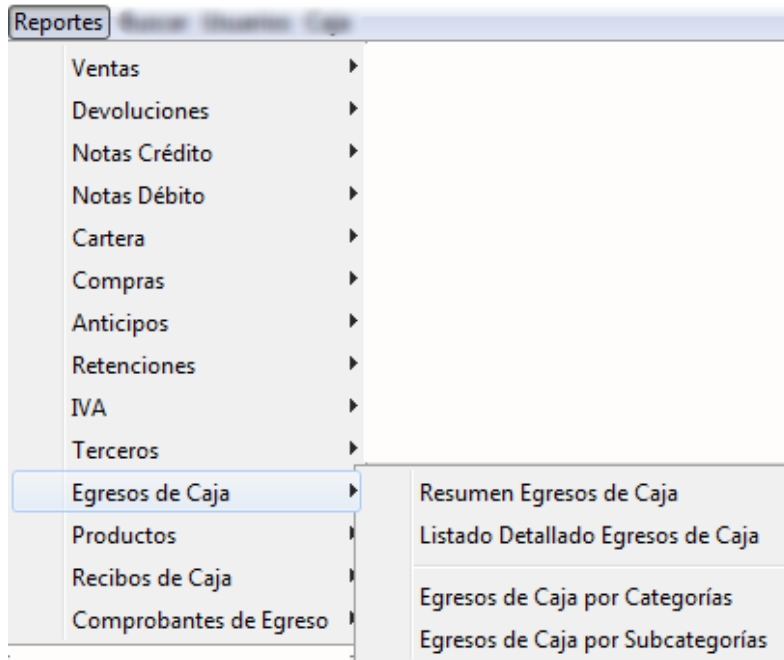 Reportes
Ventas
Devoluciones
Notas Crédito
Notas Débito
Cartera
Compras
Anticipos
Retenciones
IVA
Terceros
Egresos de Caja
Resumen Egresos de Caja
Productos
Listado Detallado Egresos de Caja
Recibos de Caja
Egresos de Caja por Categorías
Comprobantes de Egreso
Egresos de Caja por Subcategorías